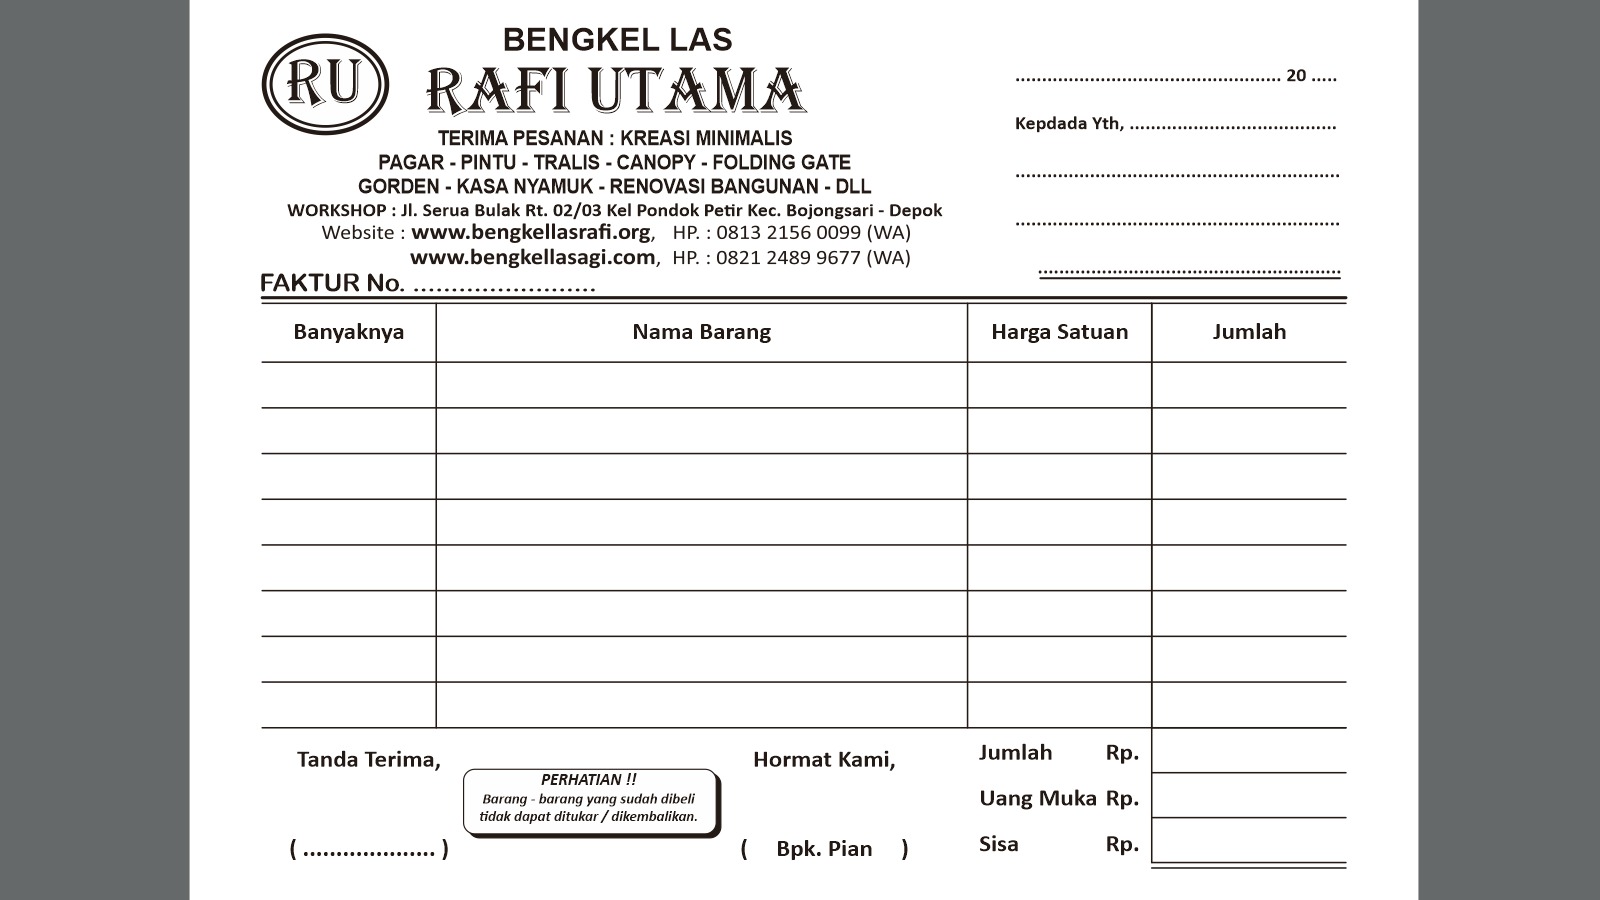 RU
BENGKEL LAS
RAFI UTAMA
TERIMA PESANAN : KREASI MINIMALIS
PAGAR - PINTU - TRALIS - CANOPY - FOLDING GATE
GORDEN - KASA NYAMUK - RENOVASI BANGUNAN - DLL
WORKSHOP : Jl. Serua Bulak Rt. 02/03 Kel Pondok Petir Kec. Bojongsari - Depok
Website : www.bengkellasrafi.org, HP. : 0813 2156 0099 (WA)
www.bengkellasagi.com, HP. : 0821 2489 9677 (WA)
FAKTUR No. ........................
.................................................. 20 .....
Kepdada Yth, .......................................
Banyaknya Nama Barang Harga Satuan Jumlah
Tanda Terima,
( .................... )
PERHATIAN !!
Barang - barang yang sudah dibeli
tidak dapat ditukar / dikembalikan.
Hormat Kami,
( Bpk. Pian )
Jumlah Rp.
Uang Muka Rp.
Sisa Rp.